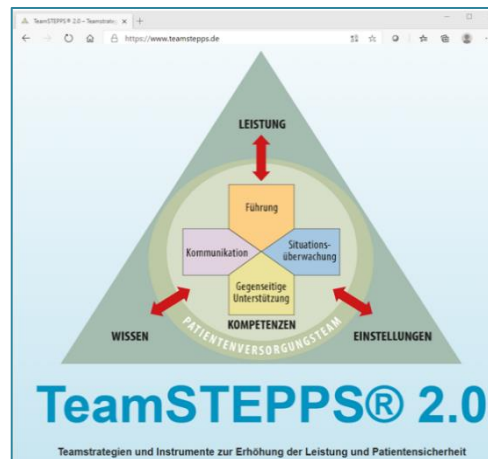 TeamSTEPPS® 2.0 – Teamstrateg
https://www.teamstepps.de
LEISTUNG
Führung
Kommunikation
Situations-
überwachung
Gegenseitige
Unterstützung
KOMPETENZEN
PATIENTENVERSORGUNGSTEAM
WISSEN
EINSTELLUNGEN
TeamSTEPPS® 2.0
Teamstrategien und Instrumente zur Erhöhung der Leistung und Patientensicherheit